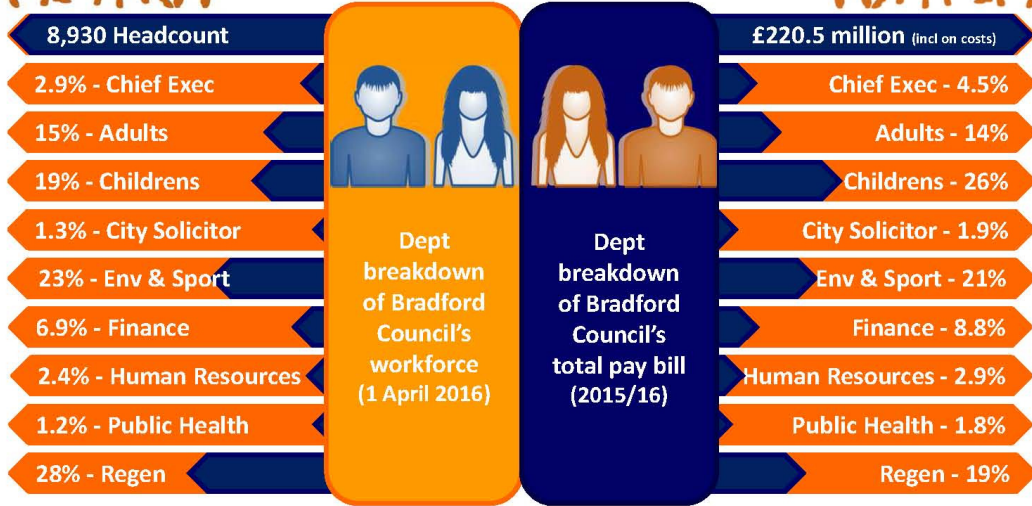 8,930 Headcount
2.9% - Chief Exec
15% - Adults
19% - Childrens
1.3% - City Solicitor
23% - Env & Sport
6.9% - Finance
2.4% - Human Resources
1.2% - Public Health
28% - Regen
Dept
breakdown
of Bradford
Council's
workforce
(1 April 2016)
Dept
breakdown
of Bradford
Council's
total pay bill
(2015/16)
£220.5 million (incl on costs)
Chief Exec - 4.5%
Adults - 14%
Childrens - 26%
City Solicitor - 1.9%
Env & Sport - 21%
Finance - 8.8%
Human Resources - 2.9%
Public Health - 1.8%
Regen - 19%